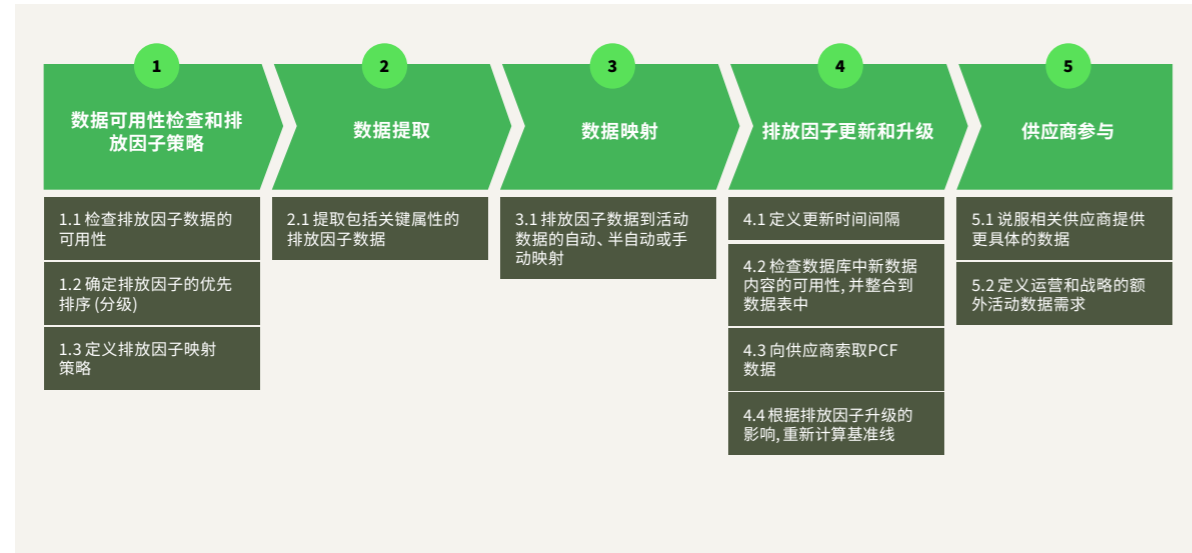 1
数据可用性检查和排
放因子策略
1.1 检查排放因子数据的
可用性
1.2 确定排放因子的优先
排序 (分级)
1.3 定义排放因子映射
策略
2
数据提取
2.1 提取包括关键属性的
排放因子数据
3
数据映射
3.1 排放因子数据到活动
数据的自动、半自动或手
动映射
4
排放因子更新和升级
4.1 定义更新时间间隔
4.2 检查数据库中新数据
内容的可用性, 并整合到
数据表中
4.3 向供应商索取PCF
数据
4.4 根据排放因子升级的
影响, 重新计算基准线
5
供应商参与
5.1 说服相关供应商提供
更具体的数据
5.2 定义运营和战略的额
外活动数据需求